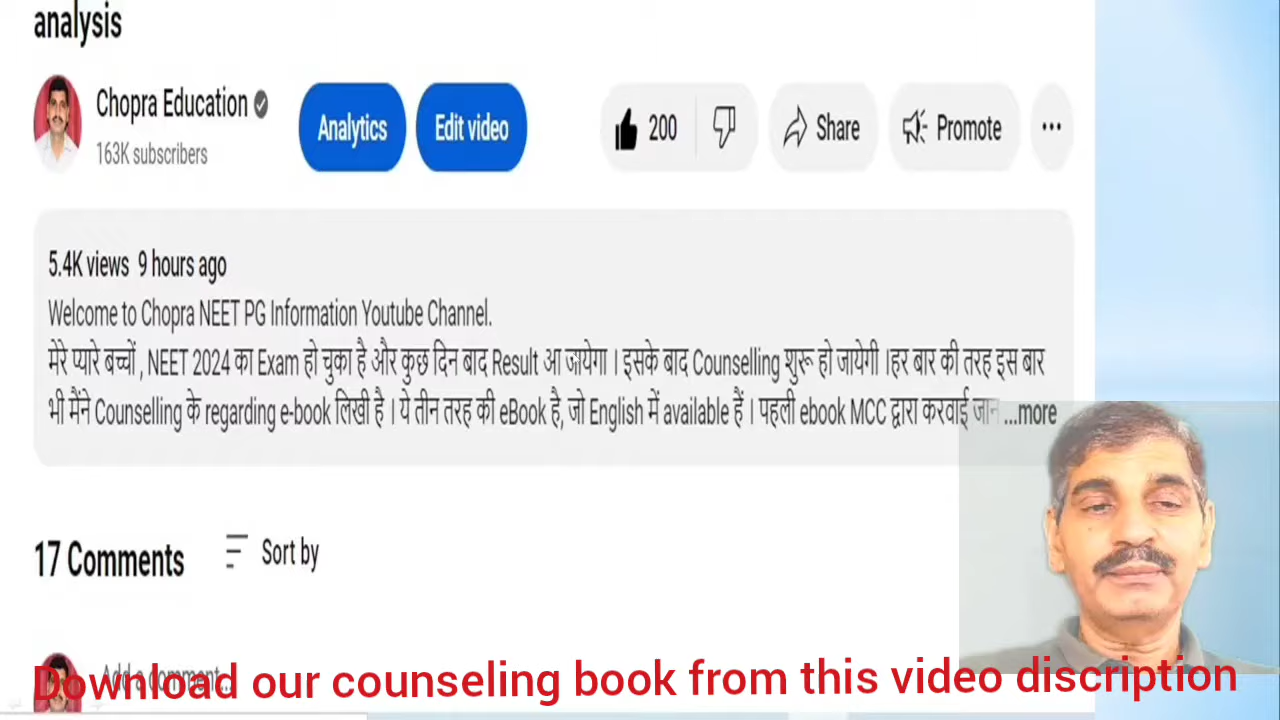 analysis
Chopra Education
163K subscribers
Analytics
Edit video
200
Share
Promote
5.4K views 9 hours ago
Welcome to Chopra NEET PG Information Youtube Channel.
मेरे प्यारे बच्चों , NEET 2024 का Exam हो चुका है और कुछ दिन बाद Result आ जायेगा । इसके बाद Counselling शुरू हो जायेगी ।हर बार की तरह इस बार
भी मैंने Counselling के regarding e-book लिखी है । ये तीन तरह की eBook है, जो English में available हैं । पहली ebook MCC द्वारा करवाई जान ...more
17 Comments
Sort by
Add a comment...
Download our counseling book from this video discription